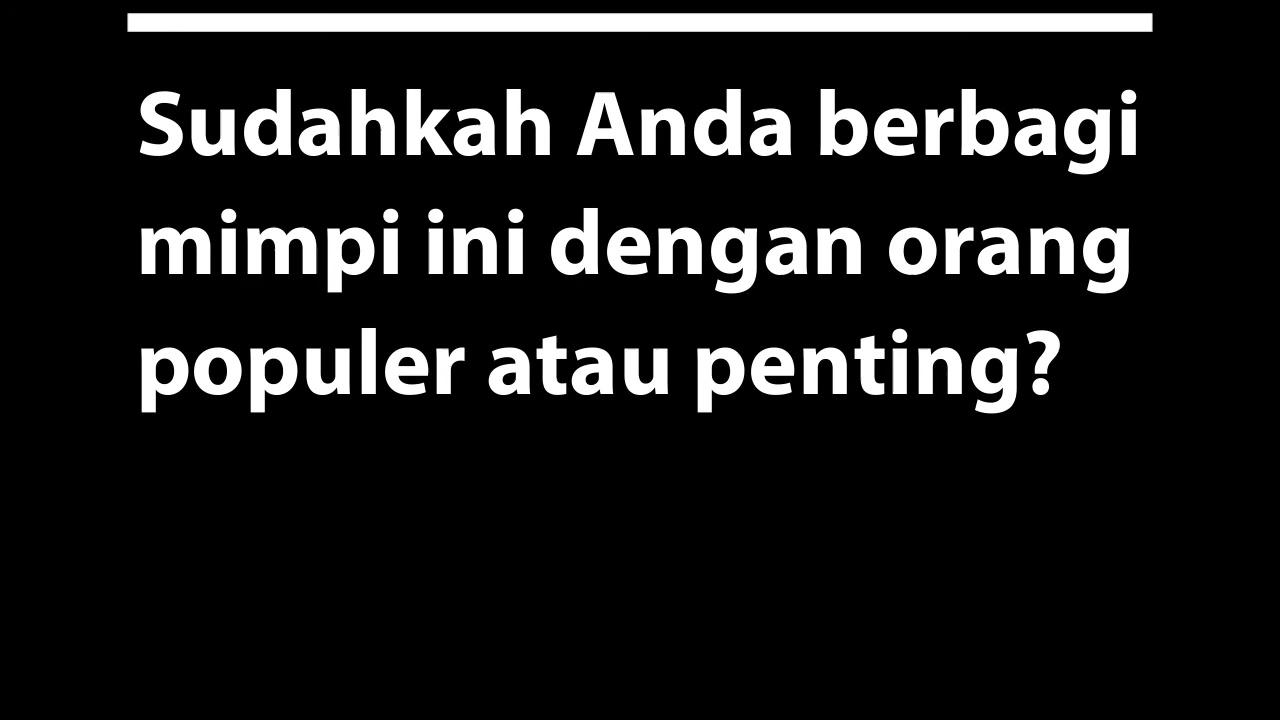 Sudahkah Anda berbagi
mimpi ini dengan orang
populer atau penting?